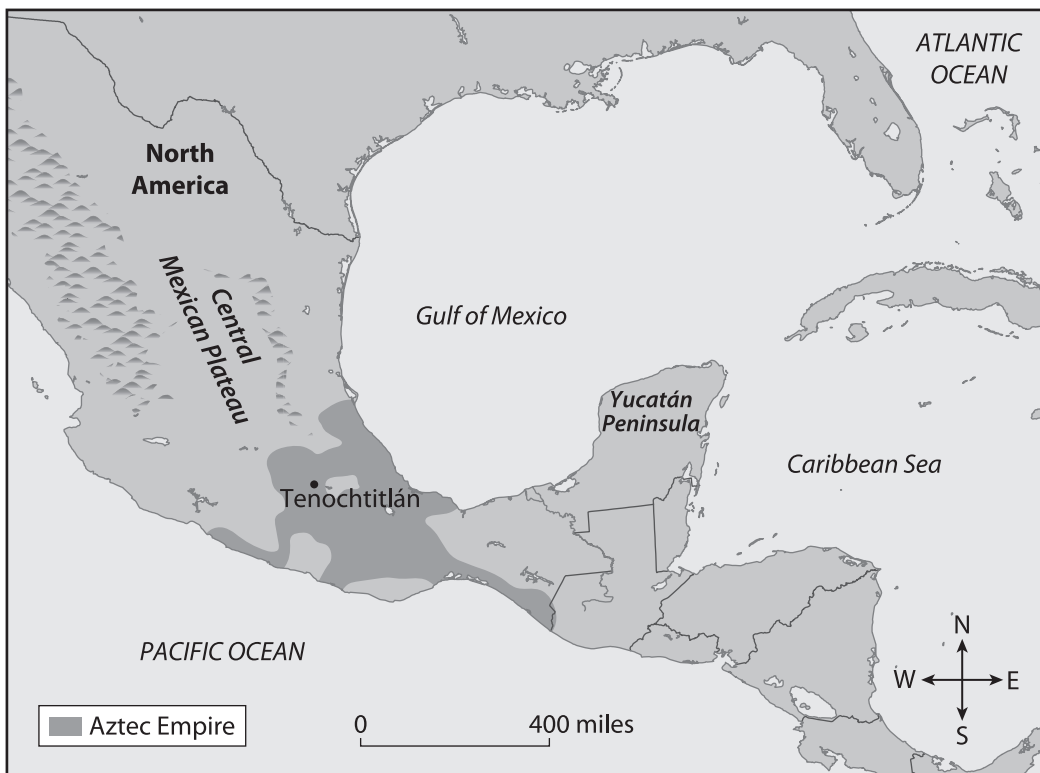 ATLANTIC
OCEAN
North
America
Central
Mexican Plateau
Gulf of Mexico
Yucatán
Peninsula
Caribbean Sea
Tenochtitlán
PACIFIC OCEAN
N
W E
S
Aztec Empire
0 400 miles